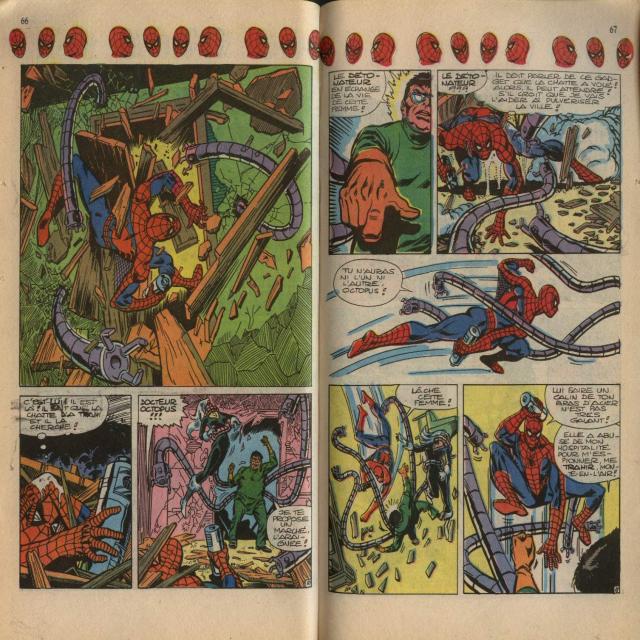 66
C'EST LUI! IL EST
LÀ! IL SAIT QUE LA
CHATTE
ET IL LA
CHERCHE!
DOCTEUR
OCTOPUS
!!!
JE TE
PROPOSE
UN
MARCHÉ,
L'ARAI-
GNÉE!
67
LE DÉTO-
NATEUR
EN ÉCHANGE
DE LA VIE
DE CETTE
FEMME!
LE DÉTO-
NATEUR
???
IL DOIT PARLER DE CE GAD-
GET QUE LA CHATTE A VOLÉ!
ALORS, IL PEUT ATTENDRE!
S'IL CROIT QUE JE VAIS
L'AIDER À PULVÉRISER
LA VILLE!
TU N'AURAS
NI L'UN NI
L'AUTRE,
OCTOPUS!
LÂCHE
CETTE
FEMME!
LUI FAIRE UN
CÂLIN DE TON
BRAS D'ACIER
N'EST PAS
TRÈS
GALANT!
ELLE A ABU-
SÉ DE MON
HOSPITALITÉ
POUR M'ES-
PIONNER, ME
TRAHIR, MON-
TE-EN-L'AIR!